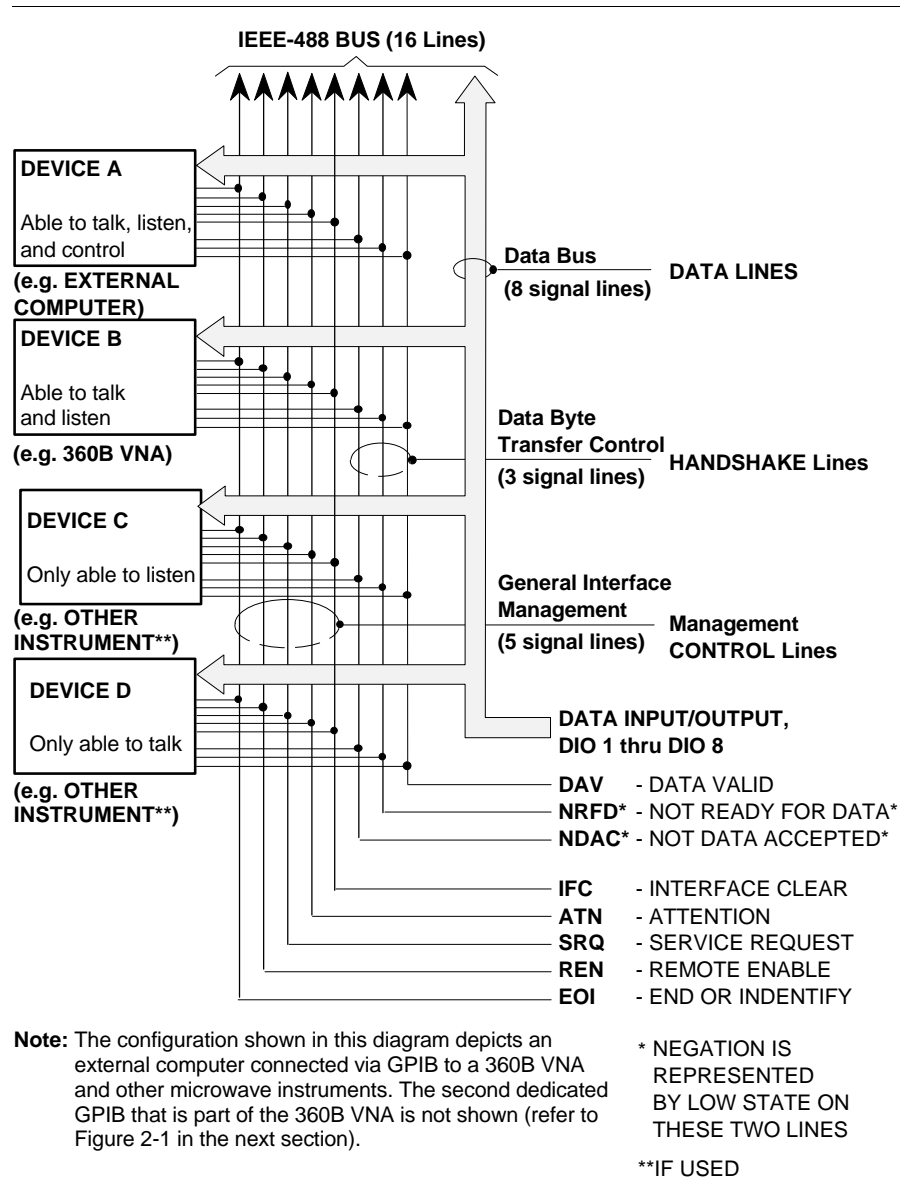 IEEE-488 BUS (16 Lines)
DEVICE A
Able to talk, listen,
and control
(e.g. EXTERNAL
COMPUTER)
Data Bus
(8 signal lines)
DATA LINES
DEVICE B
Able to talk
and listen
(e.g. 360B VNA)
Data Byte
Transfer Control
(3 signal lines)
HANDSHAKE Lines
DEVICE C
Only able to listen
(e.g. OTHER
INSTRUMENT**)
General Interface
Management
(5 signal lines)
Management
CONTROL Lines
DEVICE D
Only able to talk
(e.g. OTHER
INSTRUMENT**)
DATA INPUT/OUTPUT,
DIO 1 thru DIO 8
DAV - DATA VALID
NRFD* - NOT READY FOR DATA*
NDAC* - NOT DATA ACCEPTED*
IFC - INTERFACE CLEAR
ATN - ATTENTION
SRQ - SERVICE REQUEST
REN - REMOTE ENABLE
EOI - END OR INDENTIFY
Note: The configuration shown in this diagram depicts an
external computer connected via GPIB to a 360B VNA
and other microwave instruments. The second dedicated
GPIB that is part of the 360B VNA is not shown (refer to
Figure 2-1 in the next section).
* NEGATION IS
REPRESENTED
BY LOW STATE ON
THESE TWO LINES
**IF USED